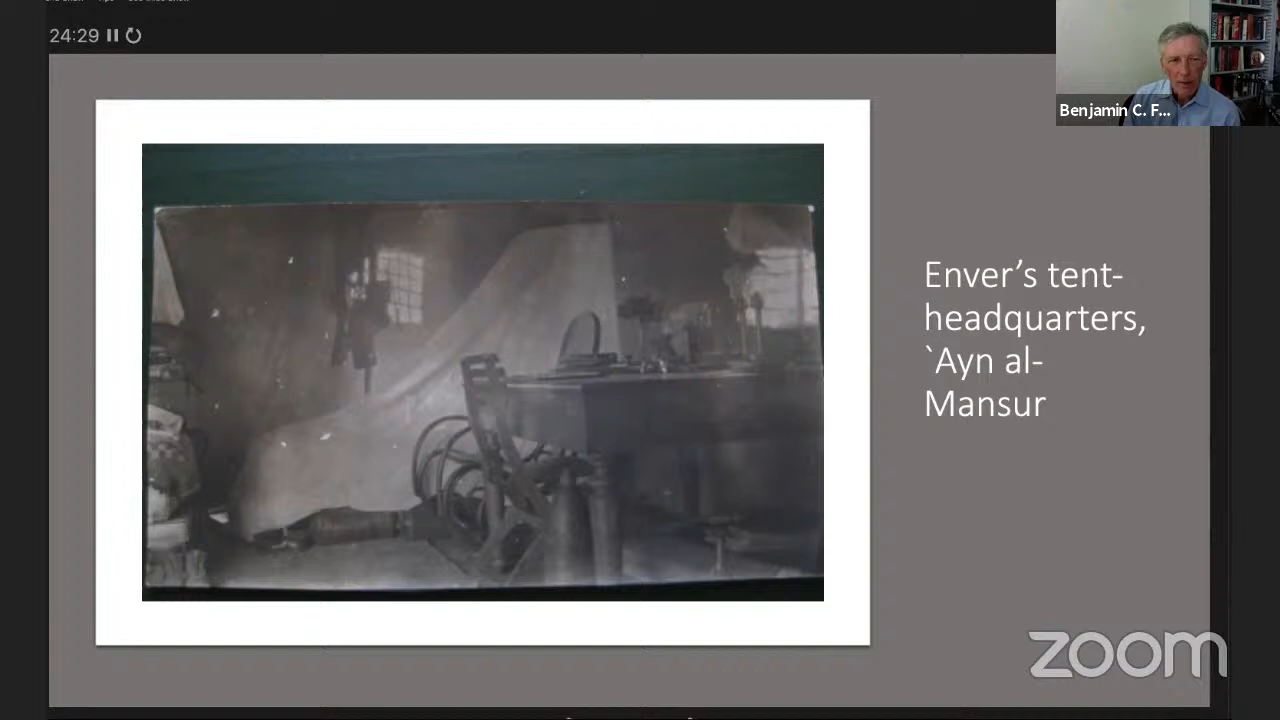 24:29
Benjamin C. F...
Enver’s tent-
headquarters,
`Ayn al-
Mansur
zoom